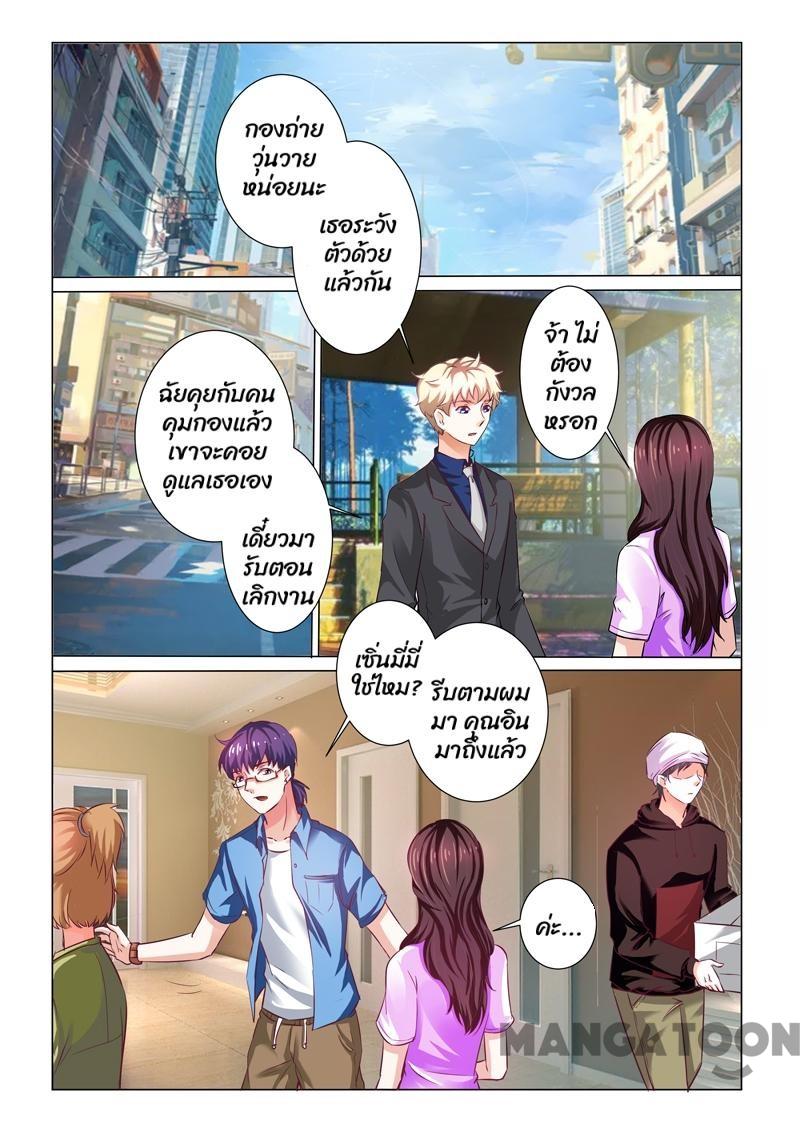 กองถ่าย
วุ่นวาย
หน่อยนะ
เธอระวัง
ตัวด้วย
แล้วกัน
ฉัยคุยกับคน
คุมกองแล้ว
เขาจะคอย
ดูแลเธอเอง
เดี๋ยวมา
รับตอน
เลิกงาน
จ้า ไม่
ต้อง
กังวล
หรอก
เซิ่นมี่มี่
ใช่ไหม?
รีบตามผม
มา คุณอิน
มาถึงแล้ว
ค่ะ...
MANGATOON